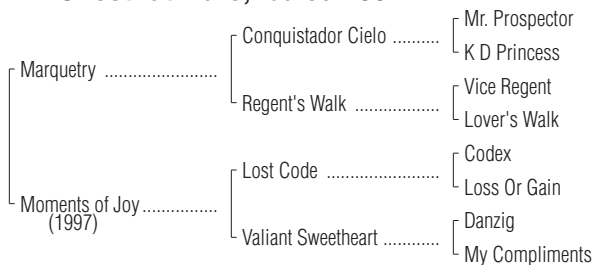 Mr. Prospector
Conquistador Cielo ..........
K D Princess
Marquetry .......................
Vice Regent
Regent's Walk .................
Lover's Walk
Codex
Lost Code .......................
Loss Or Gain
Moments of Joy ...............
(1997)
Danzig
Valiant Sweetheart ...........
My Compliments